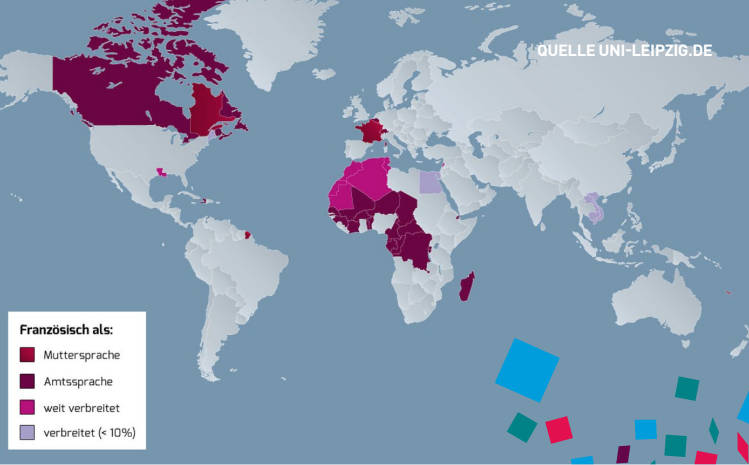 QUELLE UNI-LEIPZIG.DE
Französisch als:
Muttersprache
Amtssprache
weit verbreitet
verbreitet (< 10%)